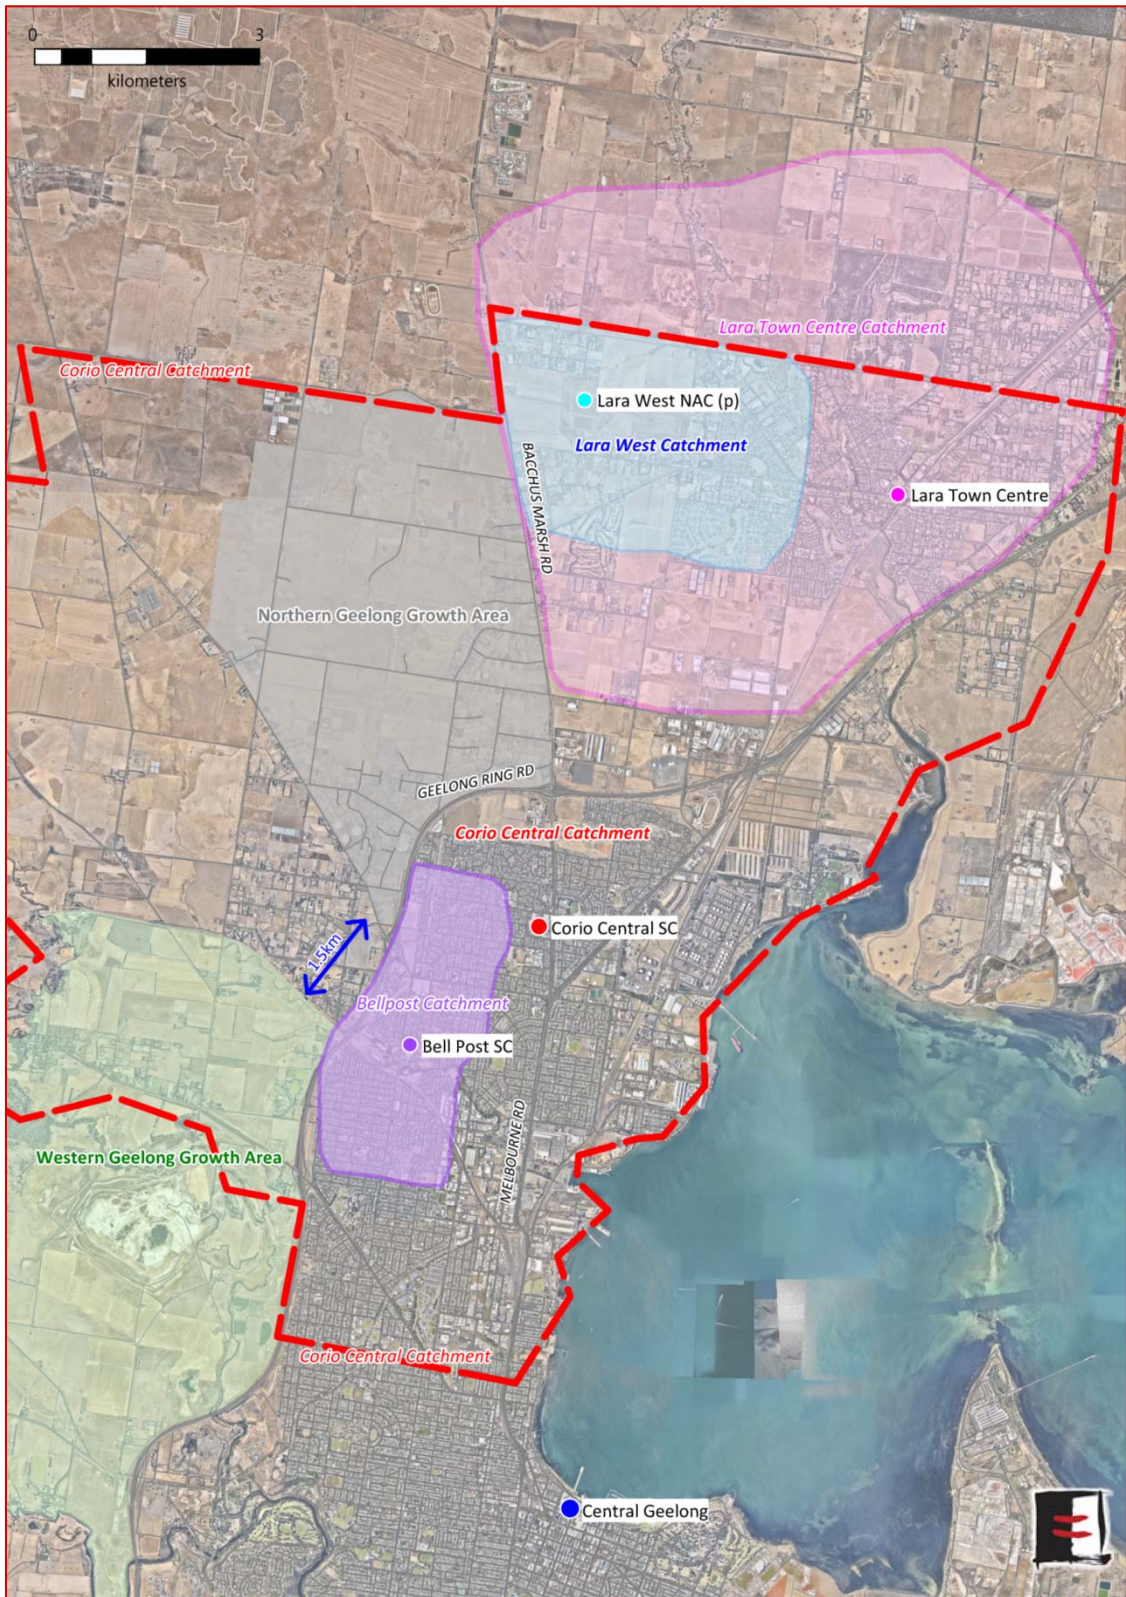 0 3
kilometers
Lara Town Centre Catchment
Corio Central Catchment
Lara West NAC (p)
Lara West Catchment
BACCHUS MARSH RD
Lara Town Centre
Northern Geelong Growth Area
GEELONG RING RD
Corio Central Catchment
Corio Central SC
1.5km
Bellpost Catchment
Bell Post SC
MELBOURNE RD
Western Geelong Growth Area
Corio Central Catchment
Central Geelong